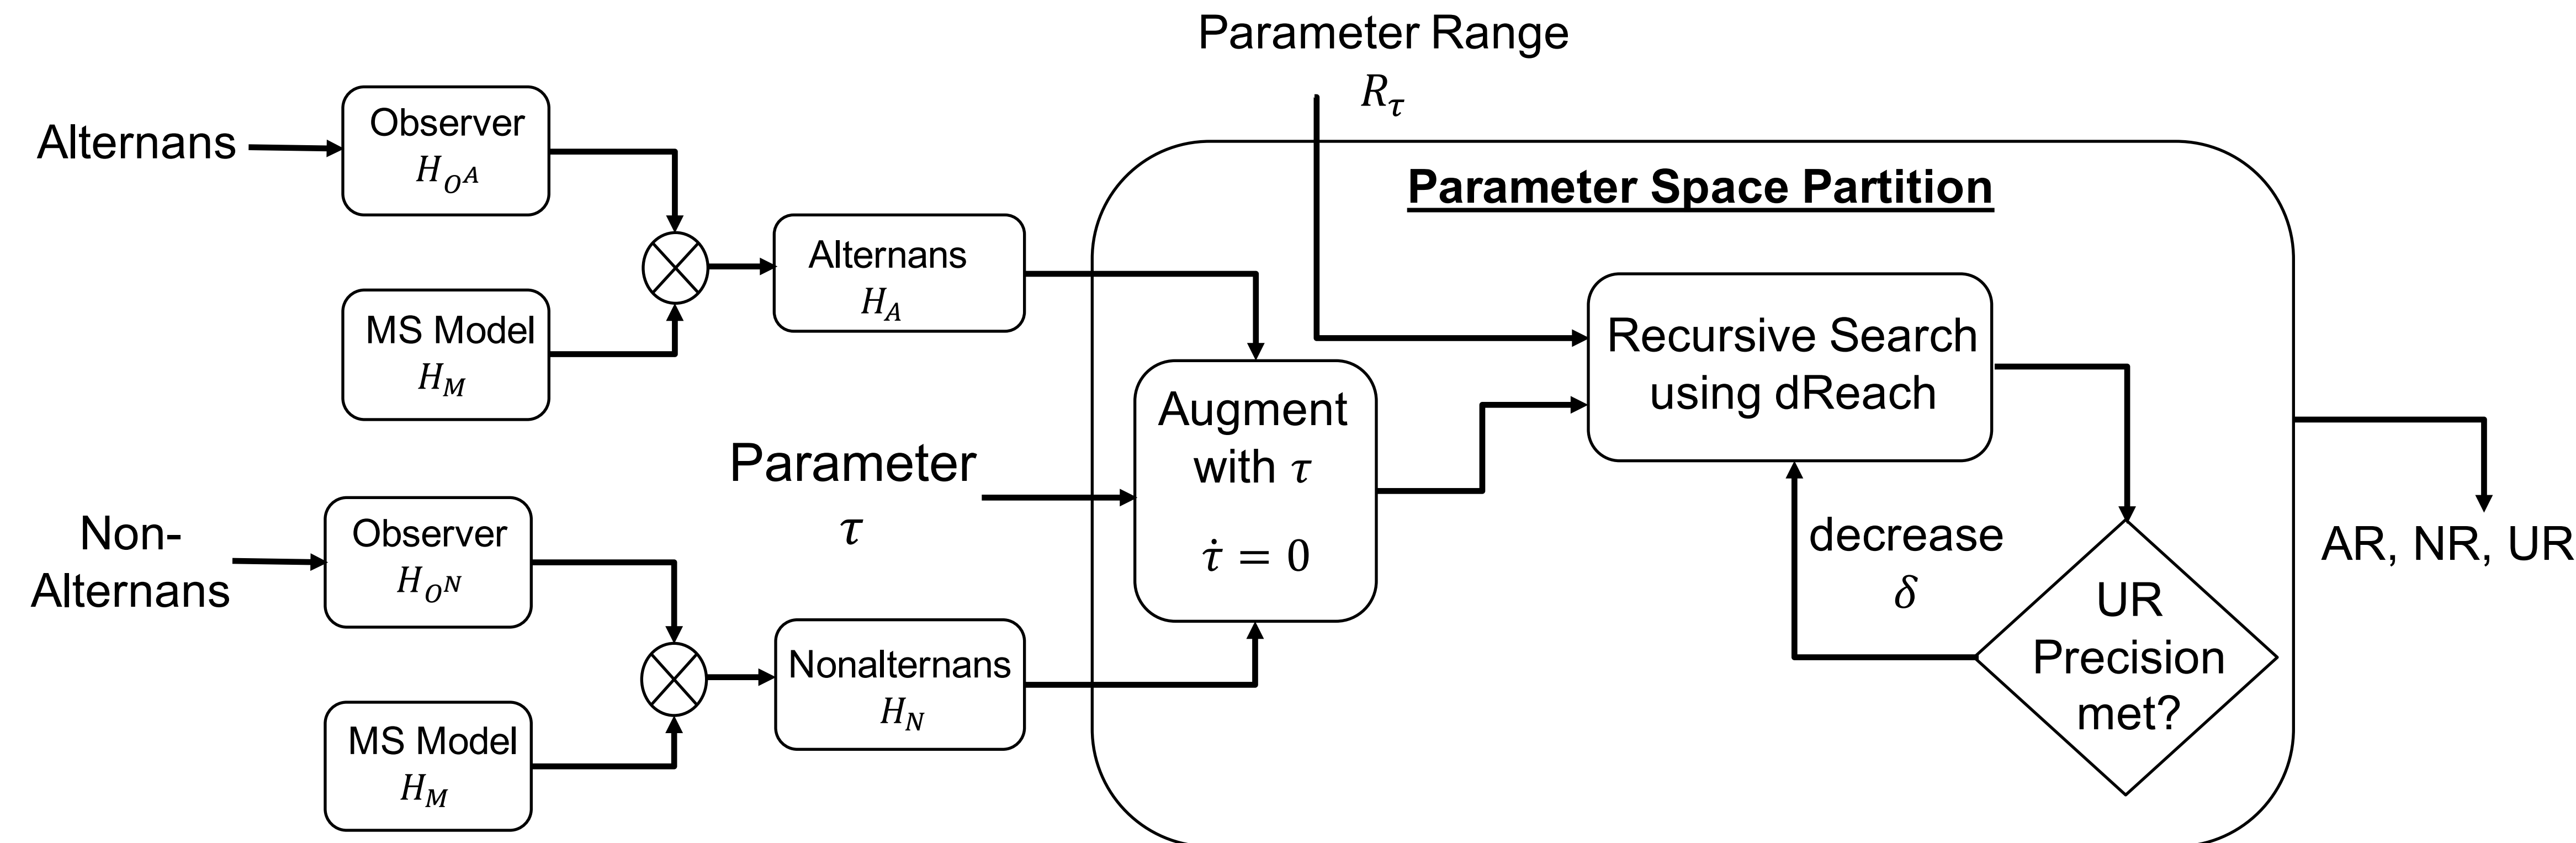 Parameter Range
R_τ
Alternans
Observer
H_{O^A}
MS Model
H_M
Alternans
H_A
Non-
Alternans
Observer
H_{O^N}
MS Model
H_M
Nonalternans
H_N
Parameter
τ
Parameter Space Partition
Augment
with τ
τ̇ = 0
Recursive Search
using dReach
decrease
δ
UR
Precision
met?
AR, NR, UR